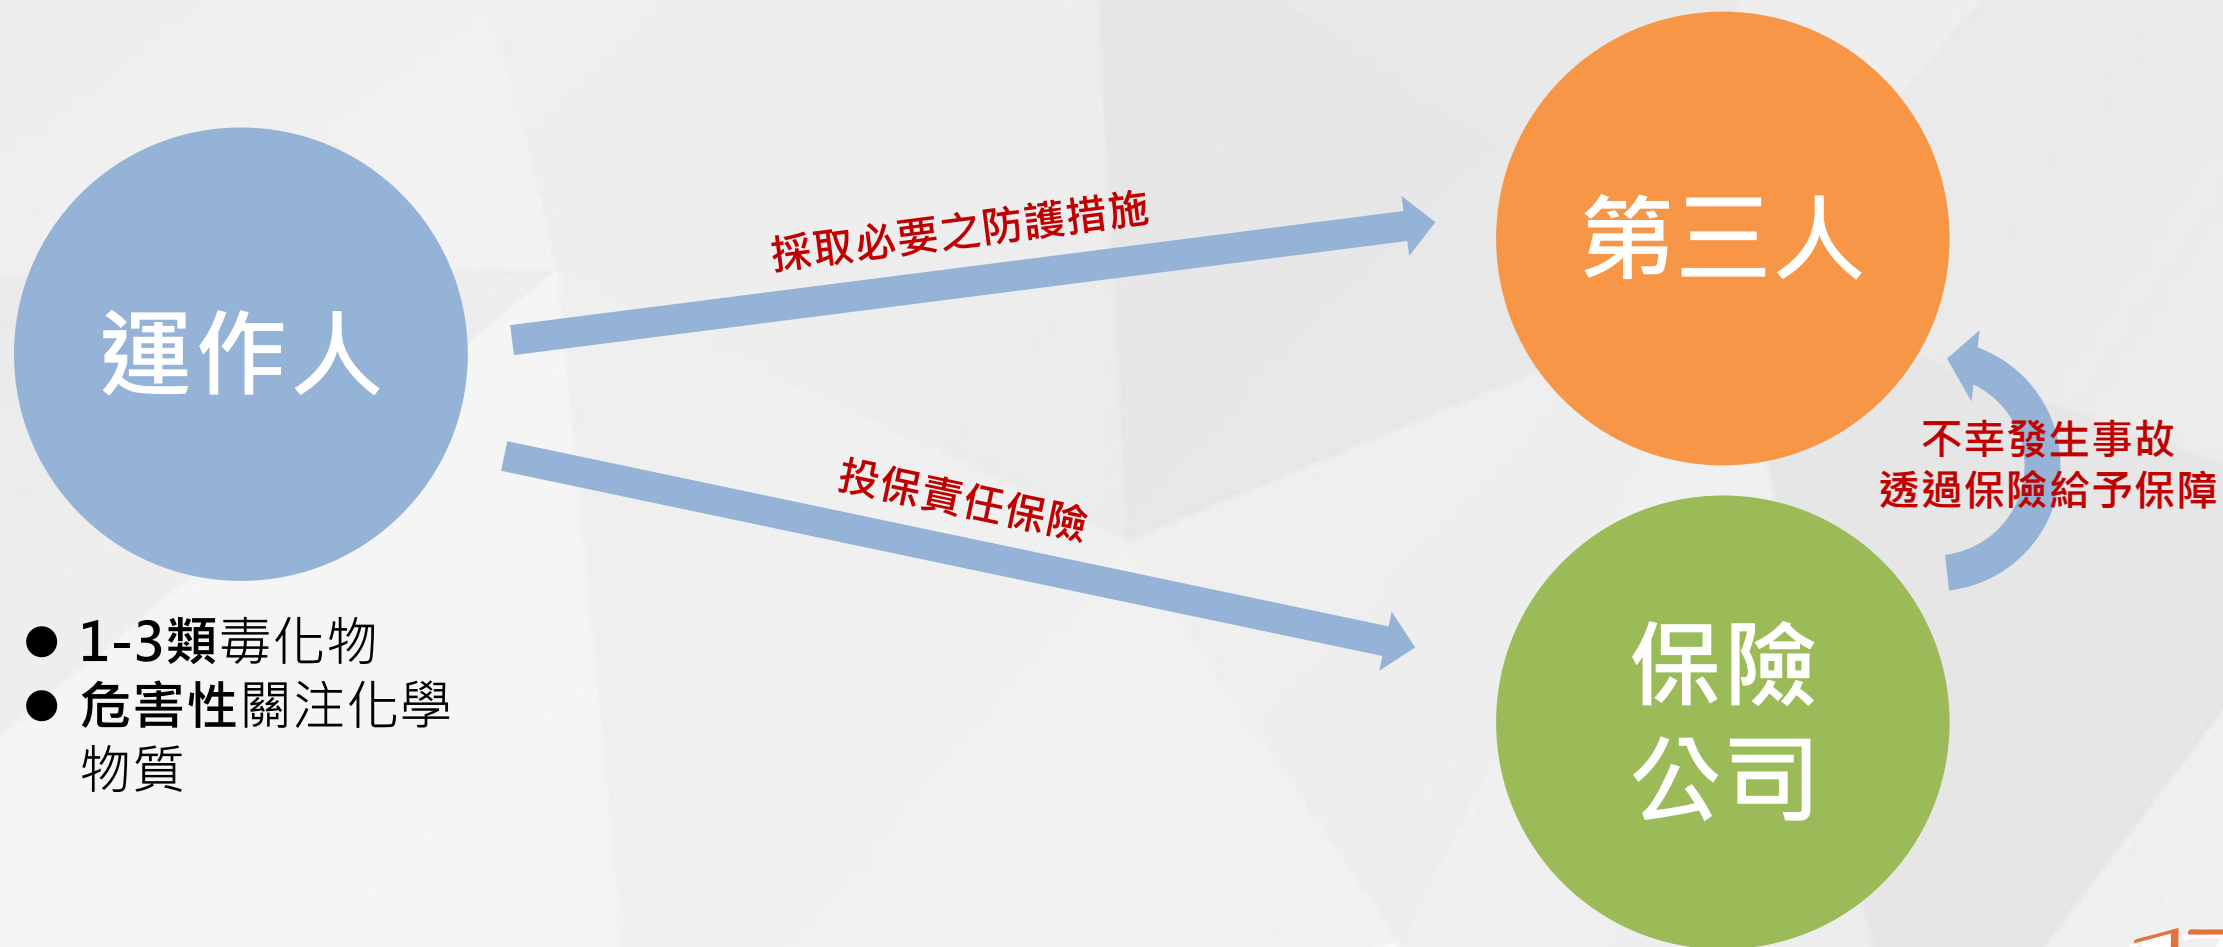 第三人
採取必要之防護措施
運作人
不幸發生事故
透過保險給予保障
投保責任保險
● 1-3類毒化物
● 危害性關注化學
物質
保險
公司